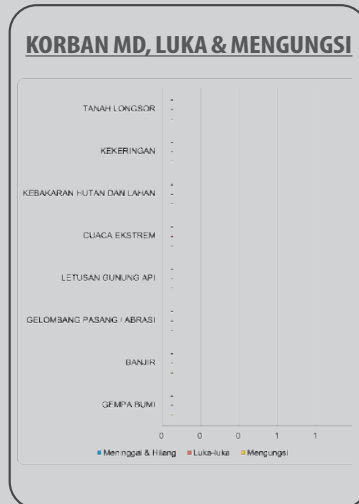 KORBAN MD, LUKA & MENGUNGSI
TANAH LONGSOR -
-
-
KEKERINGAN -
-
-
KEBAKARAN HUTAN DAN LAHAN -
-
-
CUACA EKSTREM -
-
-
LETUSAN GUNUNG API -
-
-
GELOMBANG PASANG / ABRASI -
-
-
BANJIR -
-
-
GEMPA BUMI -
-
-
0 0 0 1 1
Meninggal & Hilang Luka-luka Mengungsi